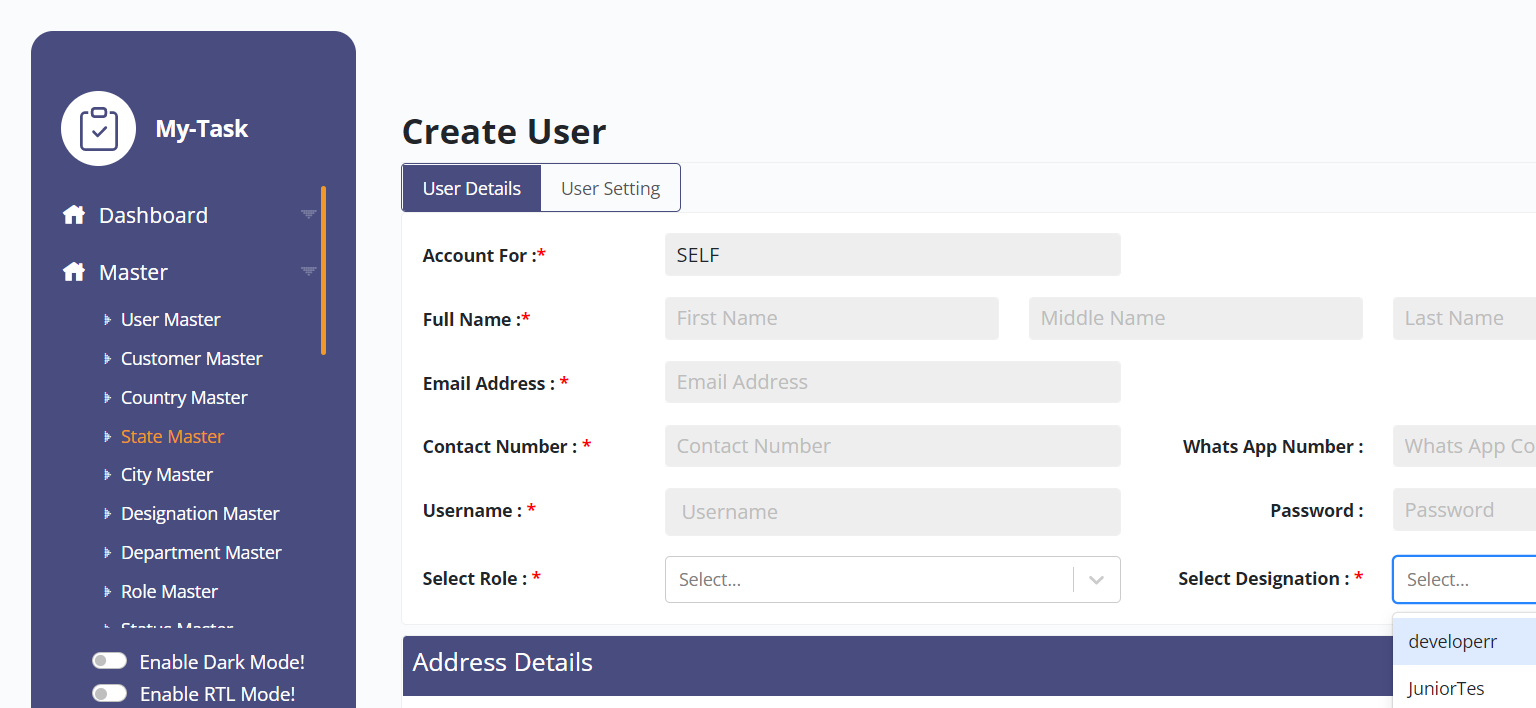 My-Task
Dashboard
Master
User Master
Customer Master
Country Master
State Master
City Master
Designation Master
Department Master
Role Master
Status Master
Enable Dark Mode!
Enable RTL Mode!
Create User
User Details User Setting
Account For :* SELF
Full Name :* First Name Middle Name Last Name
Email Address : * Email Address
Contact Number : * Contact Number Whats App Number : Whats App Co
Username : * Username Password : Password
Select Role : * Select... Select Designation : * Select...
developerr
JuniorTes
Address Details